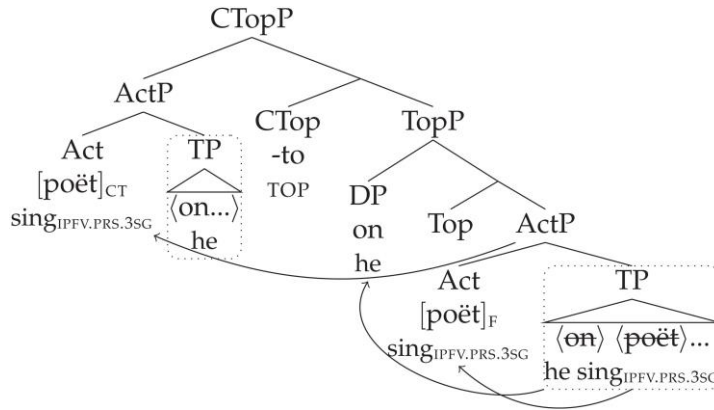 CTopP
ActP
CTop TopP
Act TP -to
[poët]CT TOP DP
singIPFV.PRS.3SG ⟨on...⟩ on Top ActP
he he Act TP
[poët]F ⟨on⟩ ⟨poët⟩...
singIPFV.PRS.3SG he singIPFV.PRS.3SG